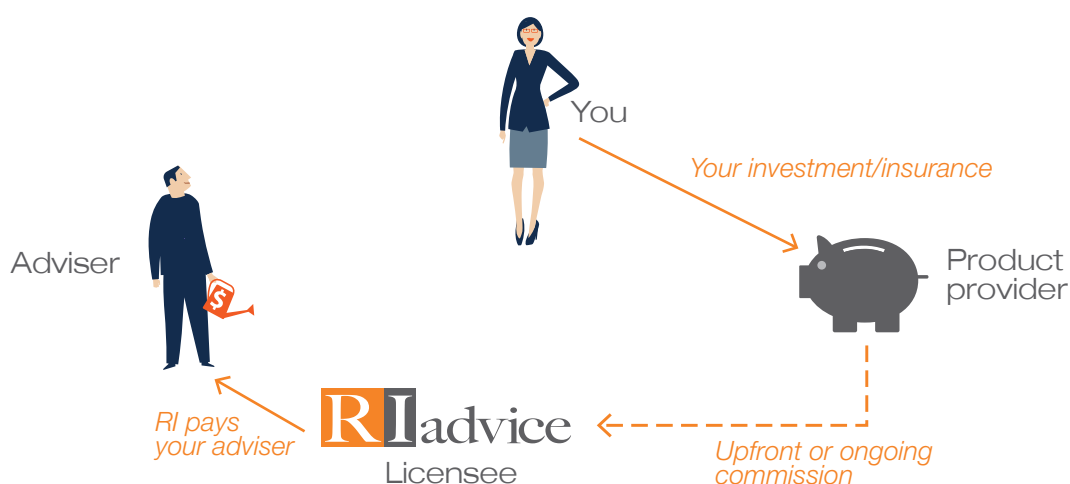 You
Your investment/insurance
Adviser
$
Product
provider
RI pays
your adviser
RI advice
Licensee
Upfront or ongoing
commission